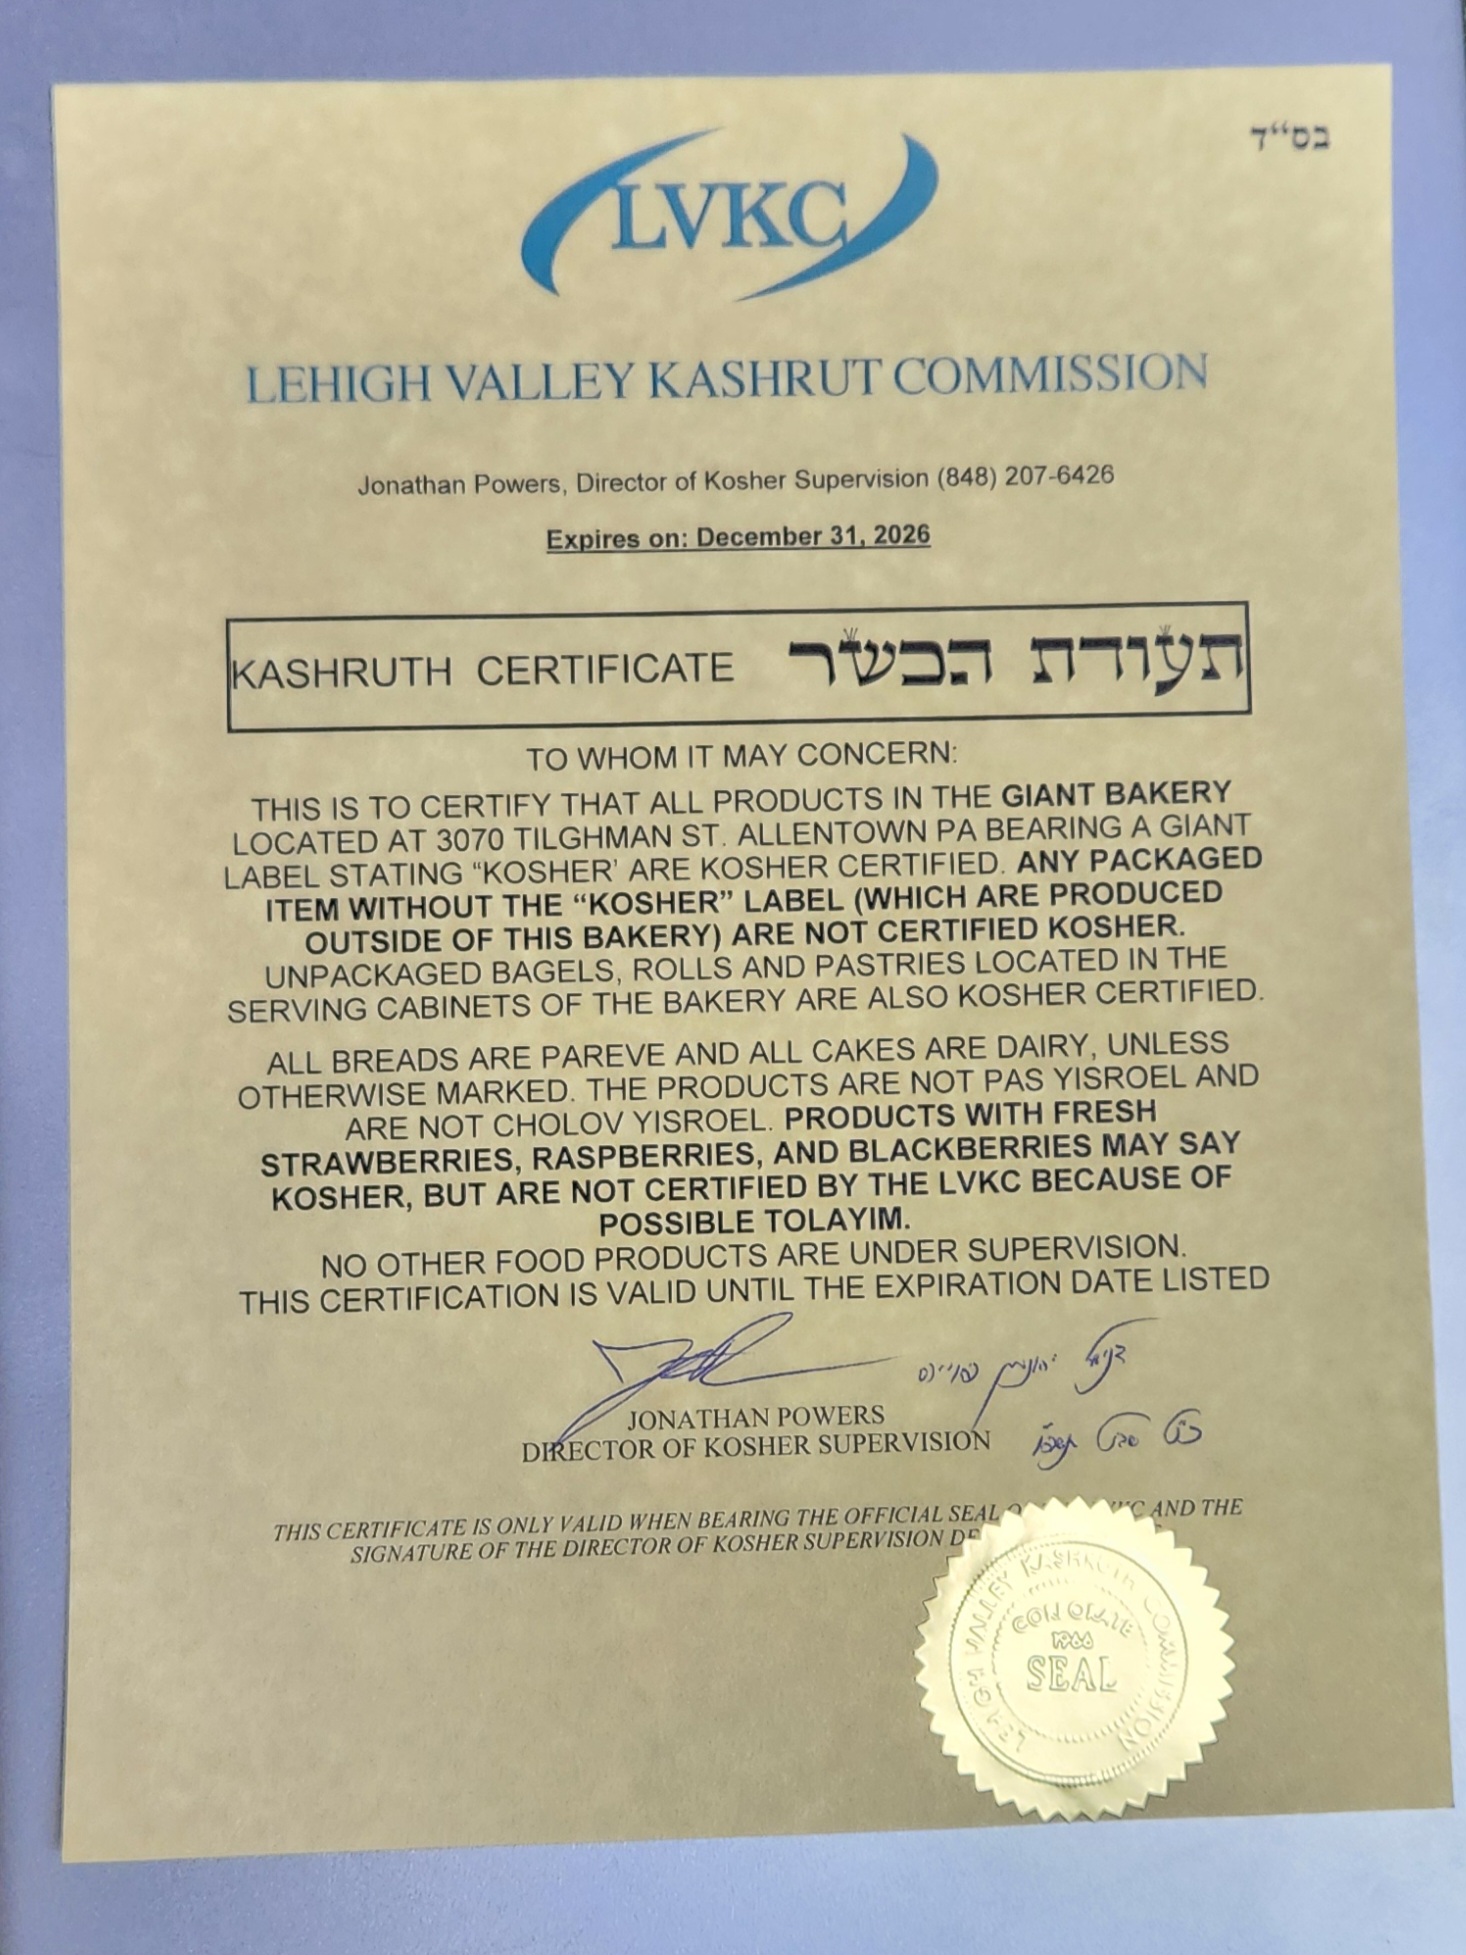 בס“ד
LVKC
LEHIGH VALLEY KASHRUT COMMISSION
Jonathan Powers, Director of Kosher Supervision (848) 207-6426
Expires on: December 31, 2026
KASHRUTH CERTIFICATE תעודת הכשר
TO WHOM IT MAY CONCERN:
THIS IS TO CERTIFY THAT ALL PRODUCTS IN THE GIANT BAKERY
LOCATED AT 3070 TILGHMAN ST. ALLENTOWN PA BEARING A GIANT
LABEL STATING “KOSHER’ ARE KOSHER CERTIFIED. ANY PACKAGED
ITEM WITHOUT THE “KOSHER” LABEL (WHICH ARE PRODUCED
OUTSIDE OF THIS BAKERY) ARE NOT CERTIFIED KOSHER.
UNPACKAGED BAGELS, ROLLS AND PASTRIES LOCATED IN THE
SERVING CABINETS OF THE BAKERY ARE ALSO KOSHER CERTIFIED.
ALL BREADS ARE PAREVE AND ALL CAKES ARE DAIRY, UNLESS
OTHERWISE MARKED. THE PRODUCTS ARE NOT PAS YISROEL AND
ARE NOT CHOLOV YISROEL. PRODUCTS WITH FRESH
STRAWBERRIES, RASPBERRIES, AND BLACKBERRIES MAY SAY
KOSHER, BUT ARE NOT CERTIFIED BY THE LVKC BECAUSE OF
POSSIBLE TOLAYIM.
NO OTHER FOOD PRODUCTS ARE UNDER SUPERVISION.
THIS CERTIFICATION IS VALID UNTIL THE EXPIRATION DATE LISTED
דניאל יהונתן פויירס
JONATHAN POWERS
DIRECTOR OF KOSHER SUPERVISION
THIS CERTIFICATE IS ONLY VALID WHEN BEARING THE OFFICIAL SEAL AND THE
SIGNATURE OF THE DIRECTOR OF KOSHER SUPERVISION
LEHIGH VALLEY KASHRUTH COMMISSION
1966
SEAL